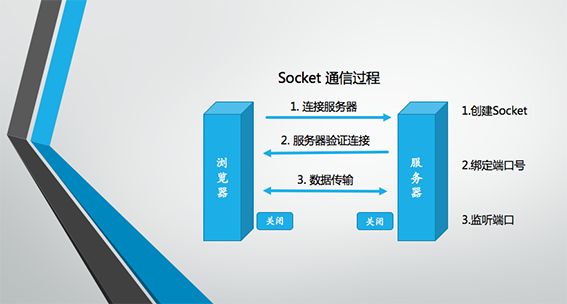 Socket 通信过程
1. 连接服务器
2. 服务器验证连接
3. 数据传输
浏览器
服务器
关闭
关闭
1.创建Socket
2.绑定端口号
3.监听端口